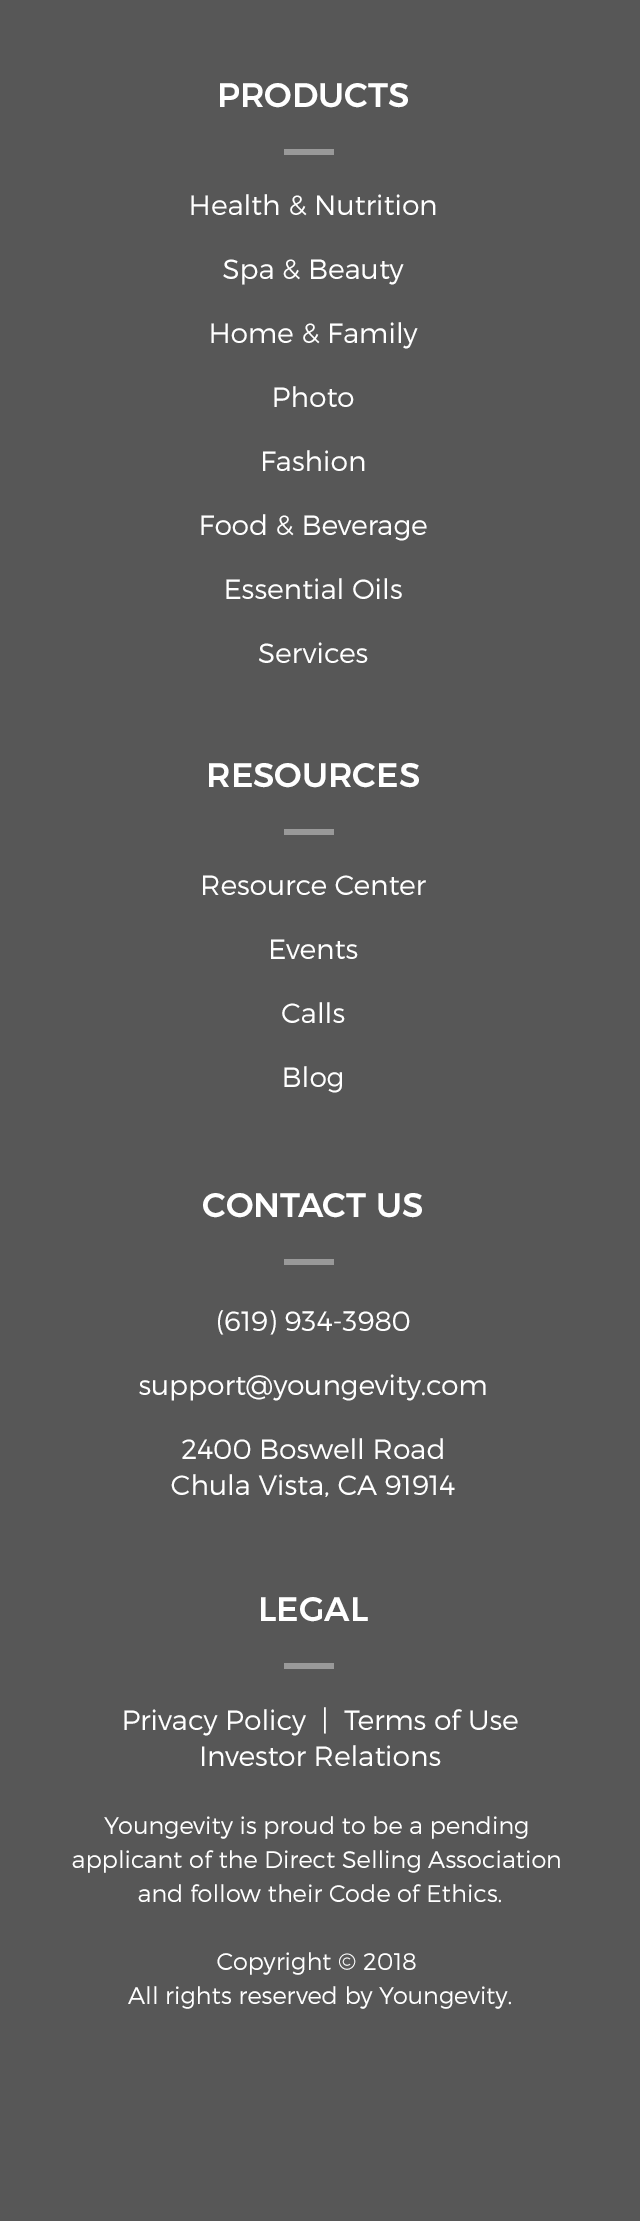 PRODUCTS
Health & Nutrition
Spa & Beauty
Home & Family
Photo
Fashion
Food & Beverage
Essential Oils
Services
RESOURCES
Resource Center
Events
Calls
Blog
CONTACT US
(619) 934-3980
support@youngevity.com
2400 Boswell Road
Chula Vista, CA 91914
LEGAL
Privacy Policy | Terms of Use
Investor Relations
Youngevity is proud to be a pending
applicant of the Direct Selling Association
and follow their Code of Ethics.
Copyright © 2018
All rights reserved by Youngevity.